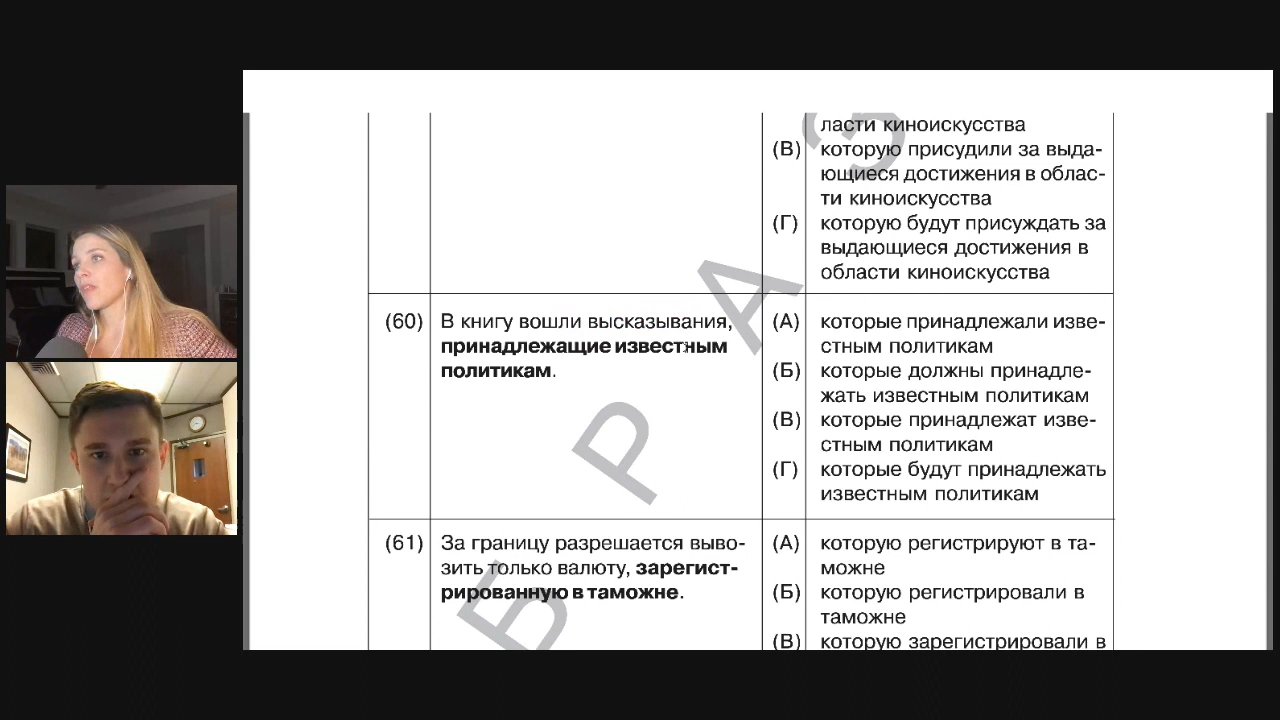 ласти киноискусства
(В) которую присудили за выда-
ющиеся достижения в облас-
ти киноискусства
(Г) которую будут присуждать за
выдающиеся достижения в
области киноискусства
(60) В книгу вошли высказывания,
принадлежащие известным
политикам.
(А) которые принадлежали изве-
стным политикам
(Б) которые должны принадле-
жать известным политикам
(В) которые принадлежат изве-
стным политикам
(Г) которые будут принадлежать
известным политикам
(61) За границу разрешается выво-
зить только валюту, зарегист-
рированную в таможне.
(А) которую регистрируют в та-
можне
(Б) которую регистрировали в
таможне
(В) которую зарегистрировали в
Б Р А З